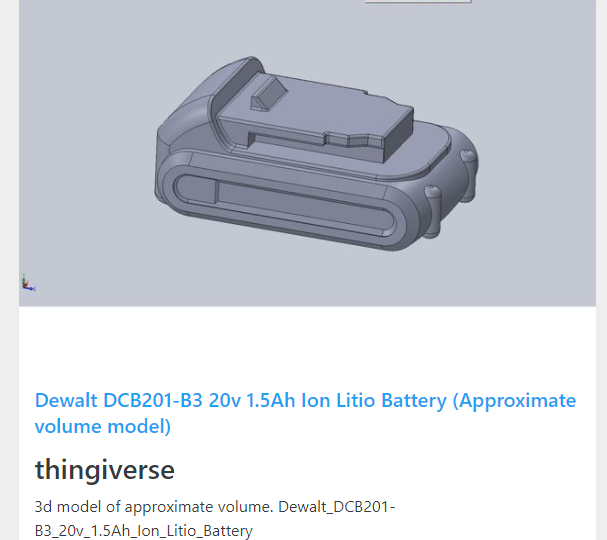 Dewalt DCB201-B3 20v 1.5Ah Ion Litio Battery (Approximate
volume model)
thingiverse
3d model of approximate volume. Dewalt_DCB201-
B3_20v_1.5Ah_Ion_Litio_Battery